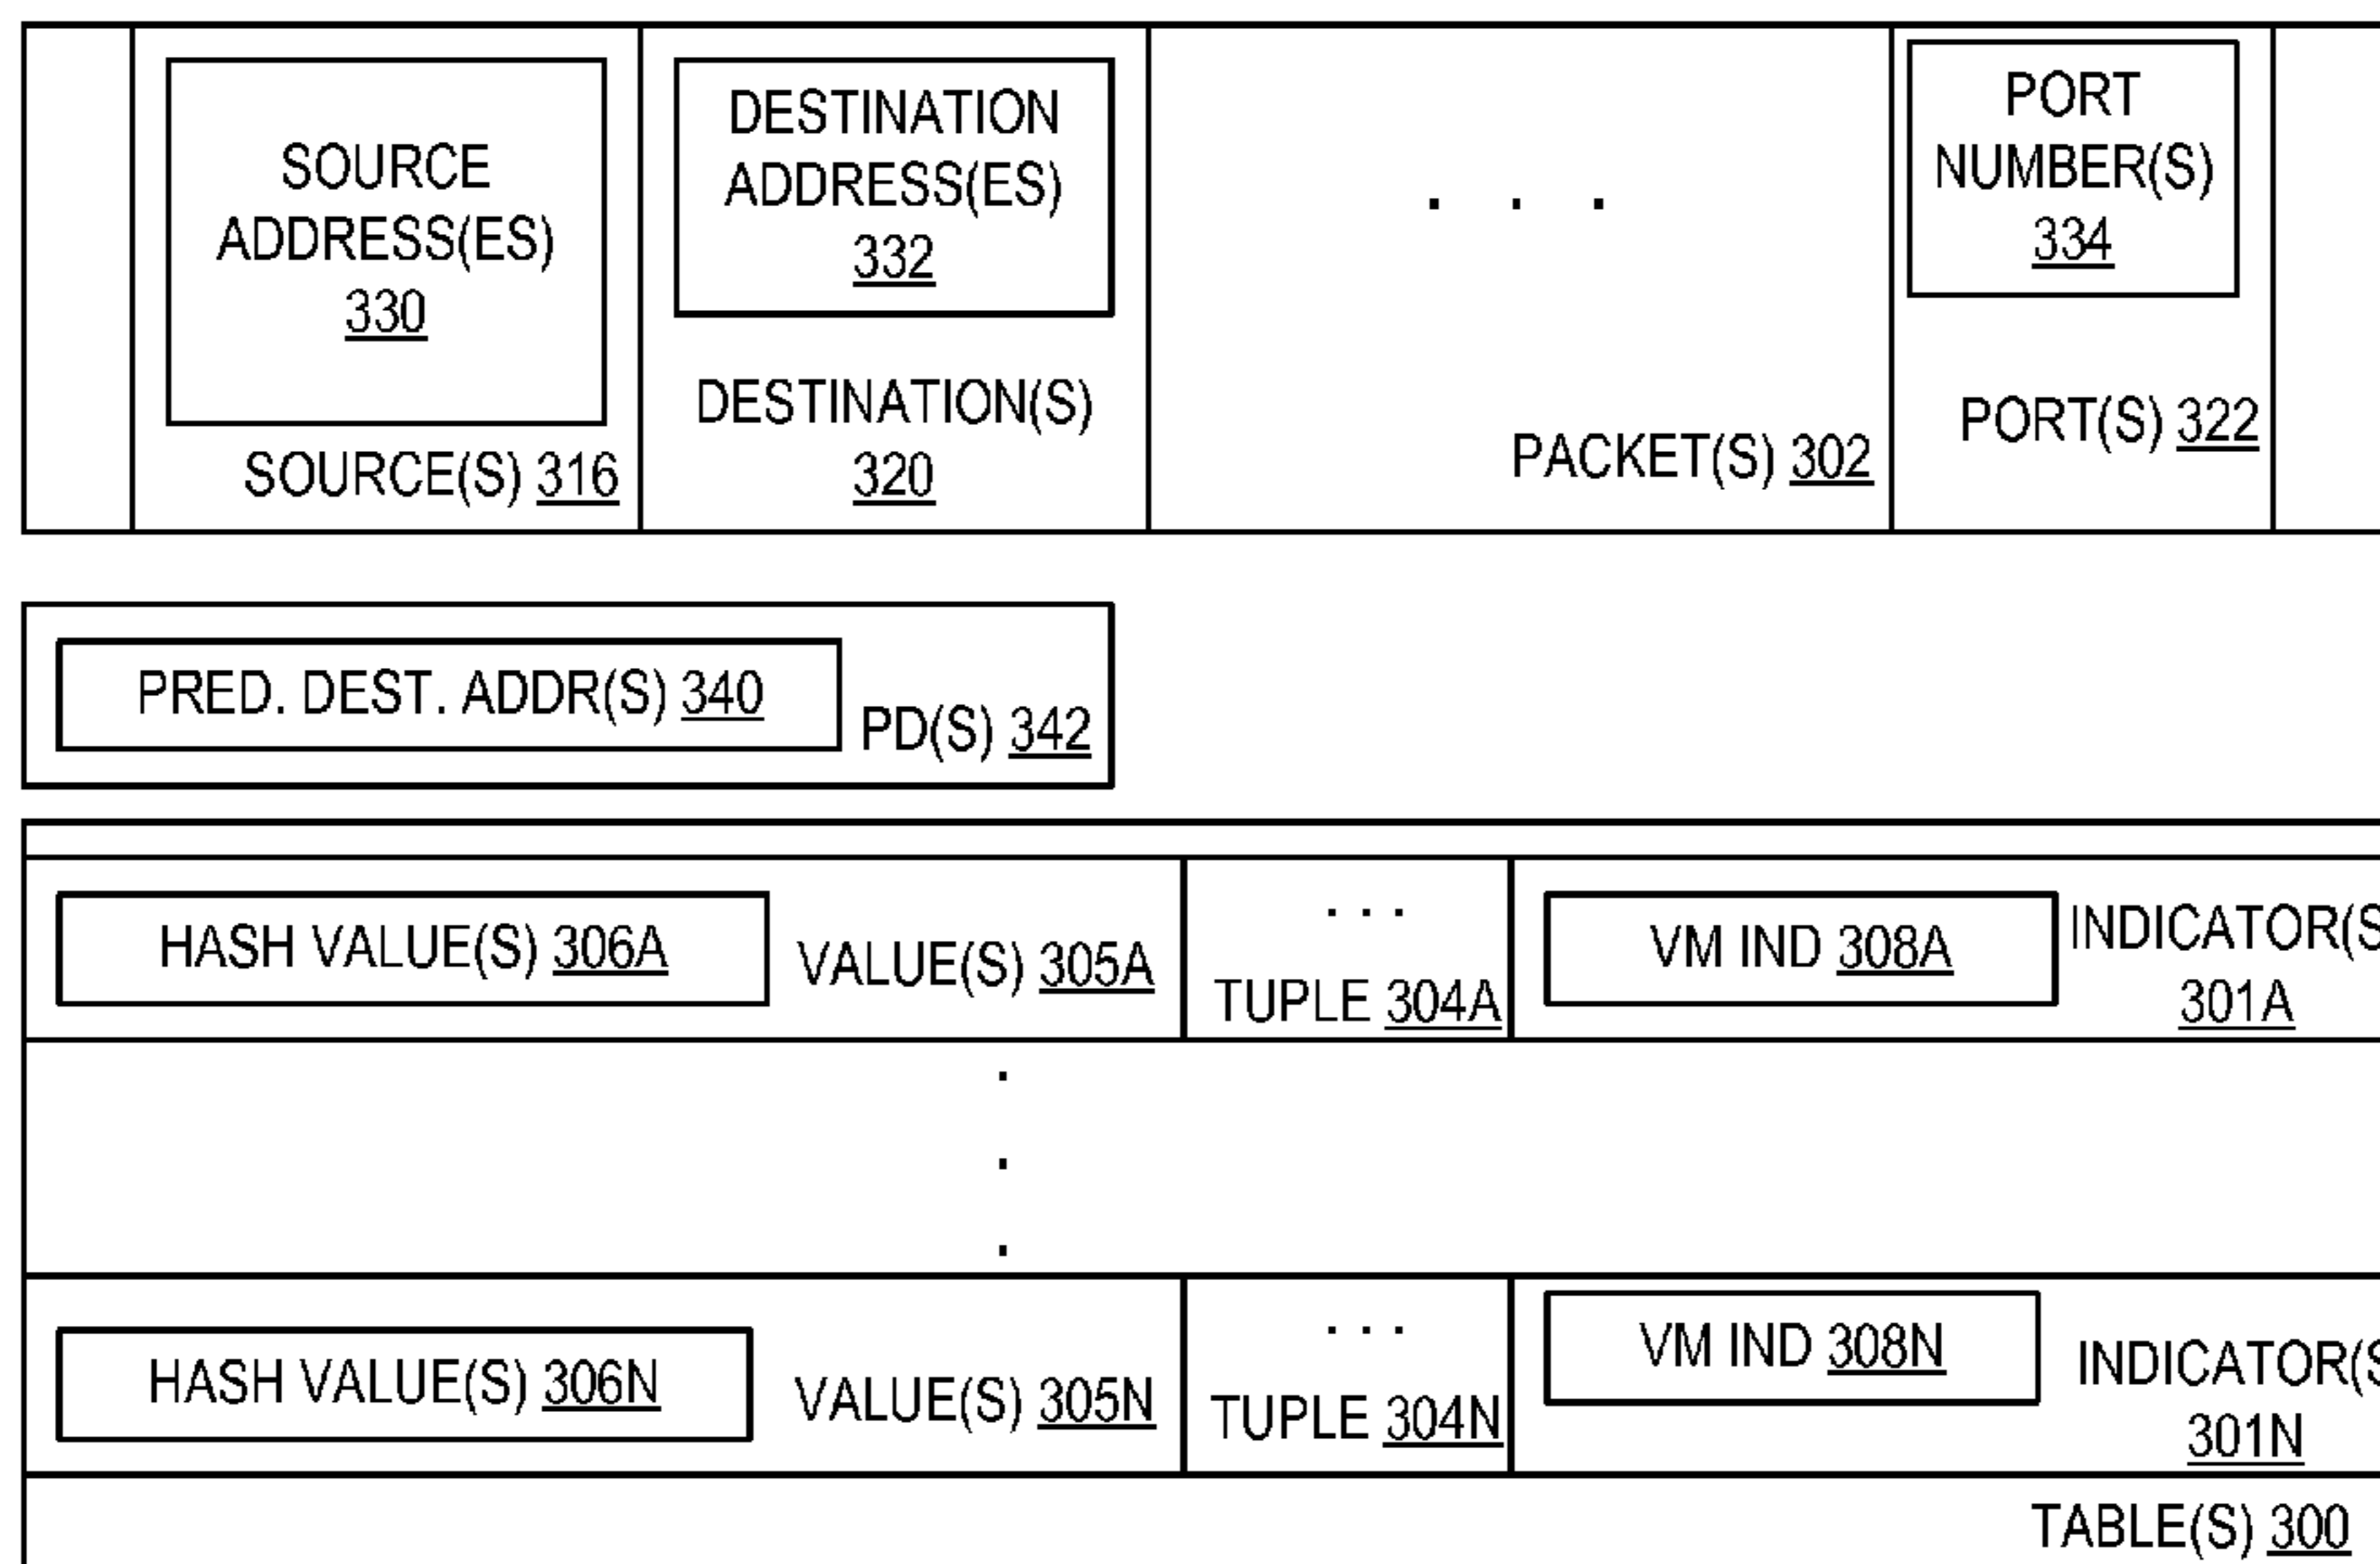 SOURCE
ADDRESS(ES)
330
SOURCE(S) 316
DESTINATION
ADDRESS(ES)
332
DESTINATION(S)
320
. . .
PACKET(S) 302
PORT
NUMBER(S)
334
PORT(S) 322
PRED. DEST. ADDR(S) 340
PD(S) 342
HASH VALUE(S) 306A
VALUE(S) 305A
. . .
TUPLE 304A
VM IND 308A
INDICATOR(S
301A
.
.
.
HASH VALUE(S) 306N
VALUE(S) 305N
. . .
TUPLE 304N
VM IND 308N
INDICATOR(S
301N
TABLE(S) 300